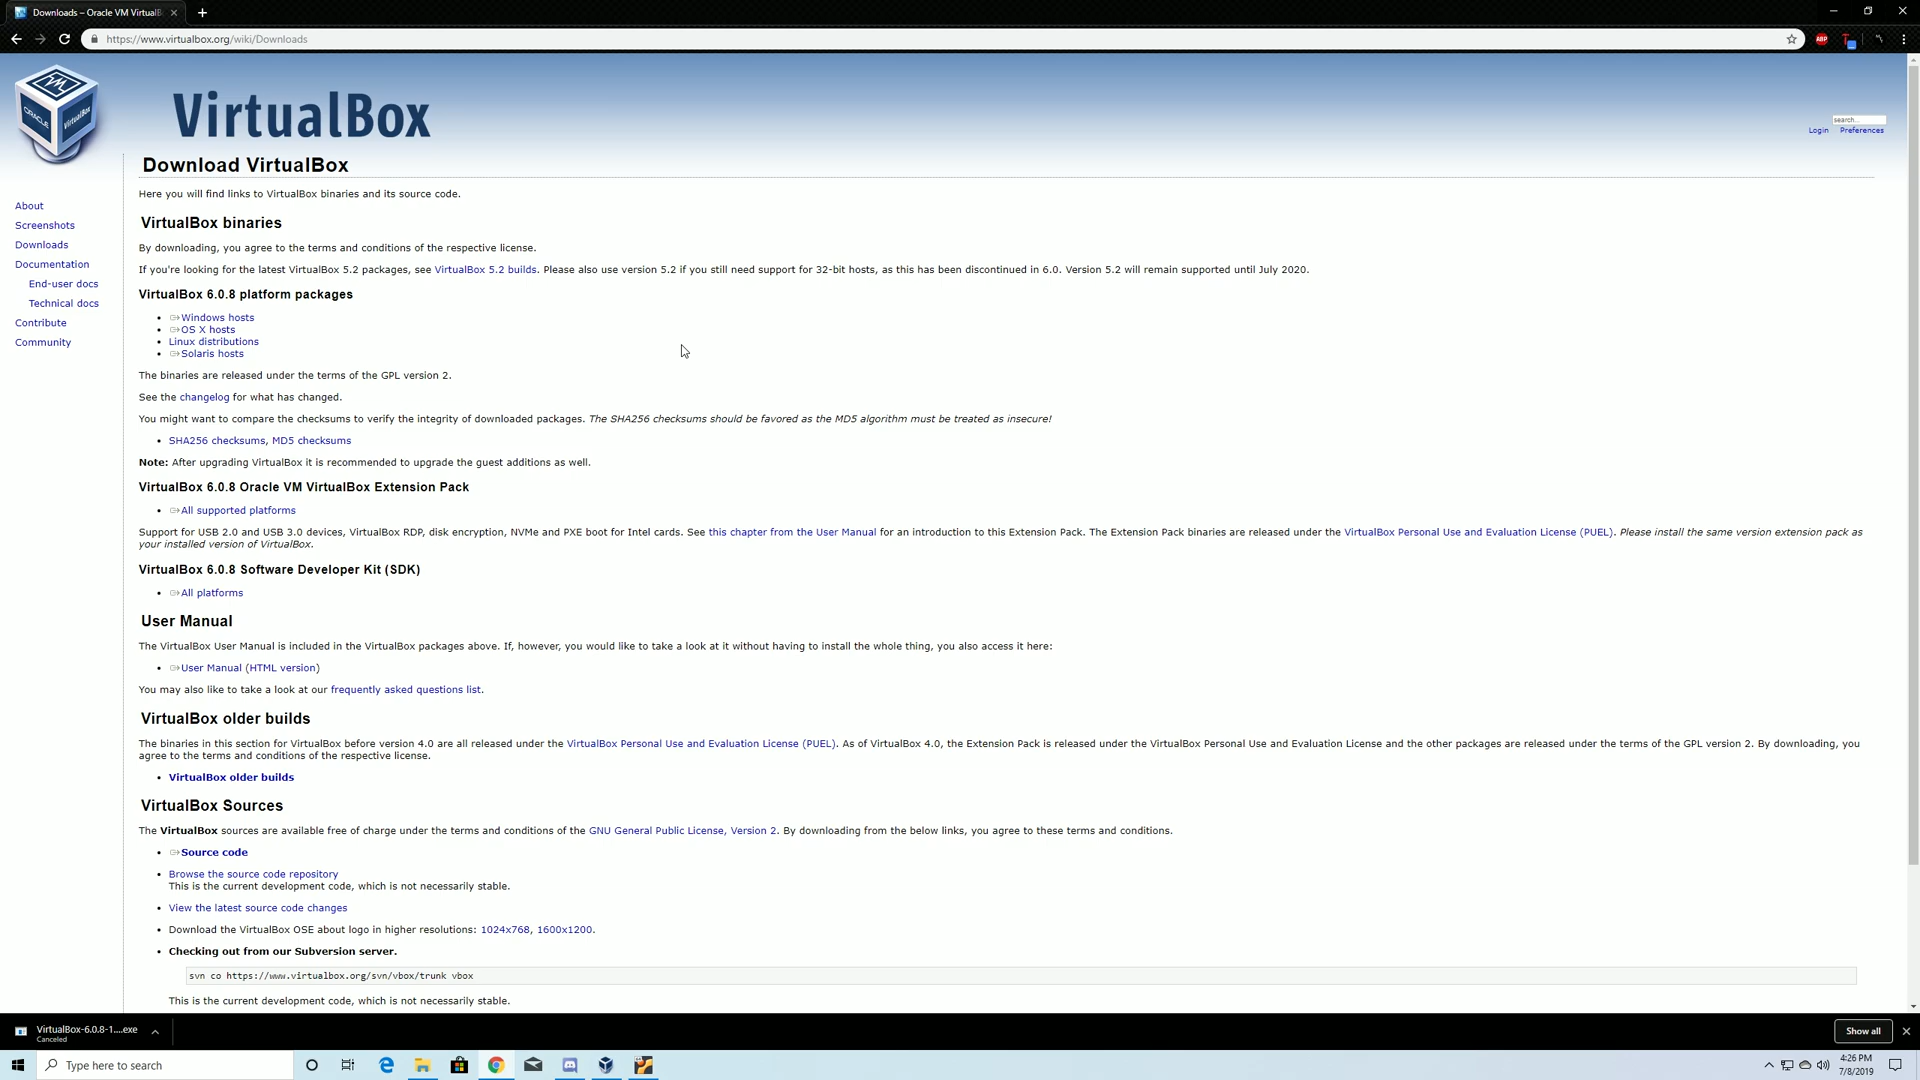 Downloads – Oracle VM VirtualB
https://www.virtualbox.org/wiki/Downloads
ABP
ORACLE
VirtualBox
VirtualBox
search...
Login Preferences
Download VirtualBox
Here you will find links to VirtualBox binaries and its source code.
About
Screenshots
Downloads
Documentation
End-user docs
Technical docs
Contribute
Community
VirtualBox binaries
By downloading, you agree to the terms and conditions of the respective license.
If you're looking for the latest VirtualBox 5.2 packages, see VirtualBox 5.2 builds. Please also use version 5.2 if you still need support for 32-bit hosts, as this has been discontinued in 6.0. Version 5.2 will remain supported until July 2020.
VirtualBox 6.0.8 platform packages
• Windows hosts
• OS X hosts
• Linux distributions
• Solaris hosts
The binaries are released under the terms of the GPL version 2.
See the changelog for what has changed.
You might want to compare the checksums to verify the integrity of downloaded packages. The SHA256 checksums should be favored as the MD5 algorithm must be treated as insecure!
• SHA256 checksums, MD5 checksums
Note: After upgrading VirtualBox it is recommended to upgrade the guest additions as well.
VirtualBox 6.0.8 Oracle VM VirtualBox Extension Pack
• All supported platforms
Support for USB 2.0 and USB 3.0 devices, VirtualBox RDP, disk encryption, NVMe and PXE boot for Intel cards. See this chapter from the User Manual for an introduction to this Extension Pack. The Extension Pack binaries are released under the VirtualBox Personal Use and Evaluation License (PUEL). Please install the same version extension pack as
your installed version of VirtualBox.
VirtualBox 6.0.8 Software Developer Kit (SDK)
• All platforms
User Manual
The VirtualBox User Manual is included in the VirtualBox packages above. If, however, you would like to take a look at it without having to install the whole thing, you also access it here:
• User Manual (HTML version)
You may also like to take a look at our frequently asked questions list.
VirtualBox older builds
The binaries in this section for VirtualBox before version 4.0 are all released under the VirtualBox Personal Use and Evaluation License (PUEL). As of VirtualBox 4.0, the Extension Pack is released under the VirtualBox Personal Use and Evaluation License and the other packages are released under the terms of the GPL version 2. By downloading, you
agree to the terms and conditions of the respective license.
• VirtualBox older builds
VirtualBox Sources
The VirtualBox sources are available free of charge under the terms and conditions of the GNU General Public License, Version 2. By downloading from the below links, you agree to these terms and conditions.
• Source code
• Browse the source code repository
This is the current development code, which is not necessarily stable.
• View the latest source code changes
• Download the VirtualBox OSE about logo in higher resolutions: 1024x768, 1600x1200.
• Checking out from our Subversion server.
svn co https://www.virtualbox.org/svn/vbox/trunk vbox
This is the current development code, which is not necessarily stable.
VirtualBox-6.0.8-1....exe
Canceled
Show all
Type here to search
4:26 PM
7/8/2019